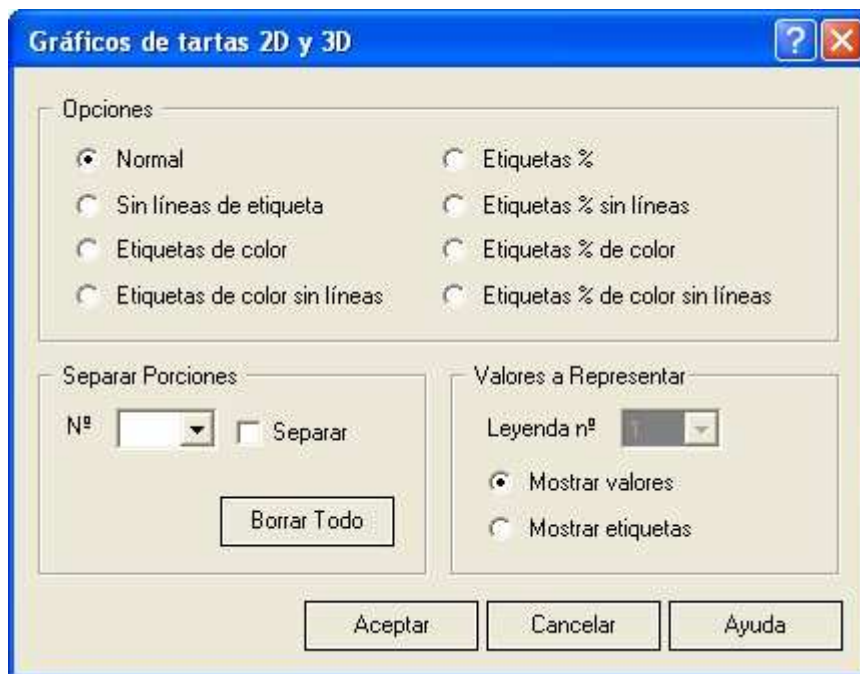 Gráficos de tartas 2D y 3D
Opciones
Normal
Etiquetas %
Sin líneas de etiqueta
Etiquetas % sin líneas
Etiquetas de color
Etiquetas % de color
Etiquetas de color sin líneas
Etiquetas % de color sin líneas
Separar Porciones
Nº
Separar
Borrar Todo
Valores a Representar
Leyenda nº 1
Mostrar valores
Mostrar etiquetas
Aceptar
Cancelar
Ayuda